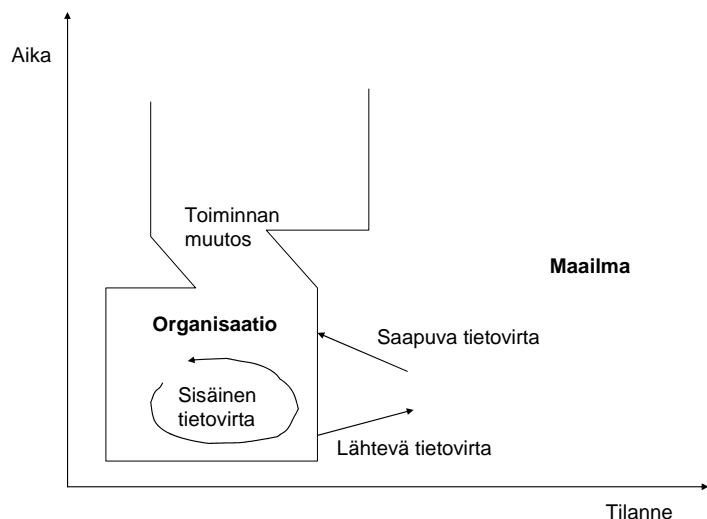 Aika
Toiminnan
muutos
Maailma
Organisaatio
Saapuva tietovirta
Sisäinen
tietovirta
Lähtevä tietovirta
Tilanne